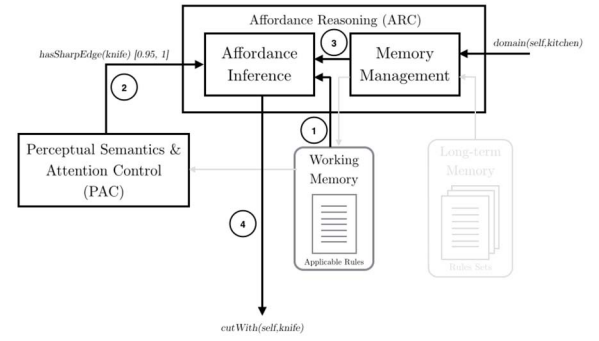 Affordance Reasoning (ARC)
domain(self,kitchen)
hasSharpEdge(knife) [0.95, 1]
3
Affordance
Inference
Memory
Management
2
1
Perceptual Semantics &
Attention Control
(PAC)
Working
Memory
Applicable Rules
Long-term
Memory
Rules Sets
4
cutWith(self,knife)